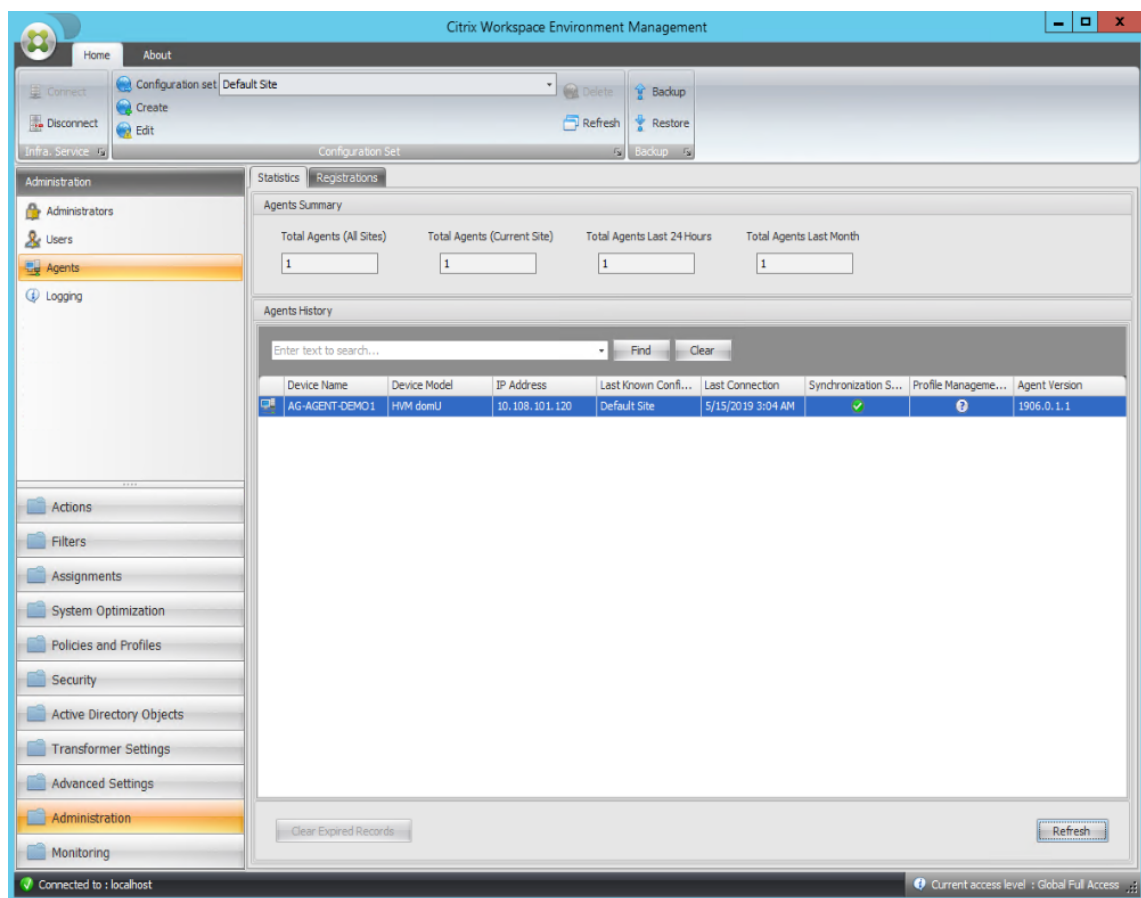 Citrix Workspace Environment Management
Home About
Connect
Disconnect
Infra. Service
Configuration set Default Site
Create
Edit
Delete
Refresh
Configuration Set
Backup
Restore
Backup
Administration
Administrators
Users
Agents
Logging
Statistics Registrations
Agents Summary
Total Agents (All Sites) Total Agents (Current Site) Total Agents Last 24 Hours Total Agents Last Month
1 1 1 1
Agents History
Enter text to search... Find Clear
Device Name Device Model IP Address Last Known Confi... Last Connection Synchronization S... Profile Manageme... Agent Version
AG-AGENT-DEMO1 HVM domU 10.108.101.120 Default Site 5/15/2019 3:04 AM 1906.0.1.1
Actions
Filters
Assignments
System Optimization
Policies and Profiles
Security
Active Directory Objects
Transformer Settings
Advanced Settings
Administration
Monitoring
Clear Expired Records Refresh
Connected to : localhost Current access level : Global Full Access